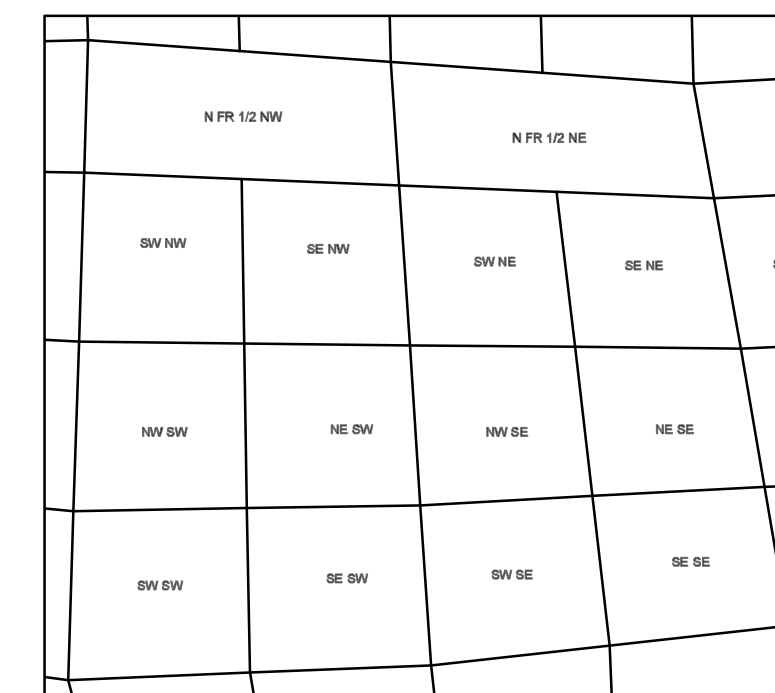 N FR 1/2 NW
N FR 1/2 NE
SW NW
SE NW
SW NE
SE NE
NW SW
NE SW
NW SE
NE SE
SW SW
SE SW
SW SE
SE SE